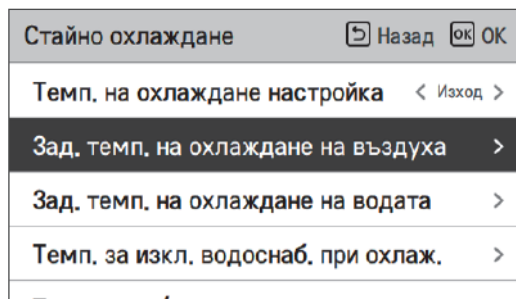 Стайно охлаждане Назад OK OK
Темп. на охлаждане настройка < Изход >
Зад. темп. на охлаждане на въздуха >
Зад. темп. на охлаждане на водата >
Темп. за изкл. водоснаб. при охлаж. >